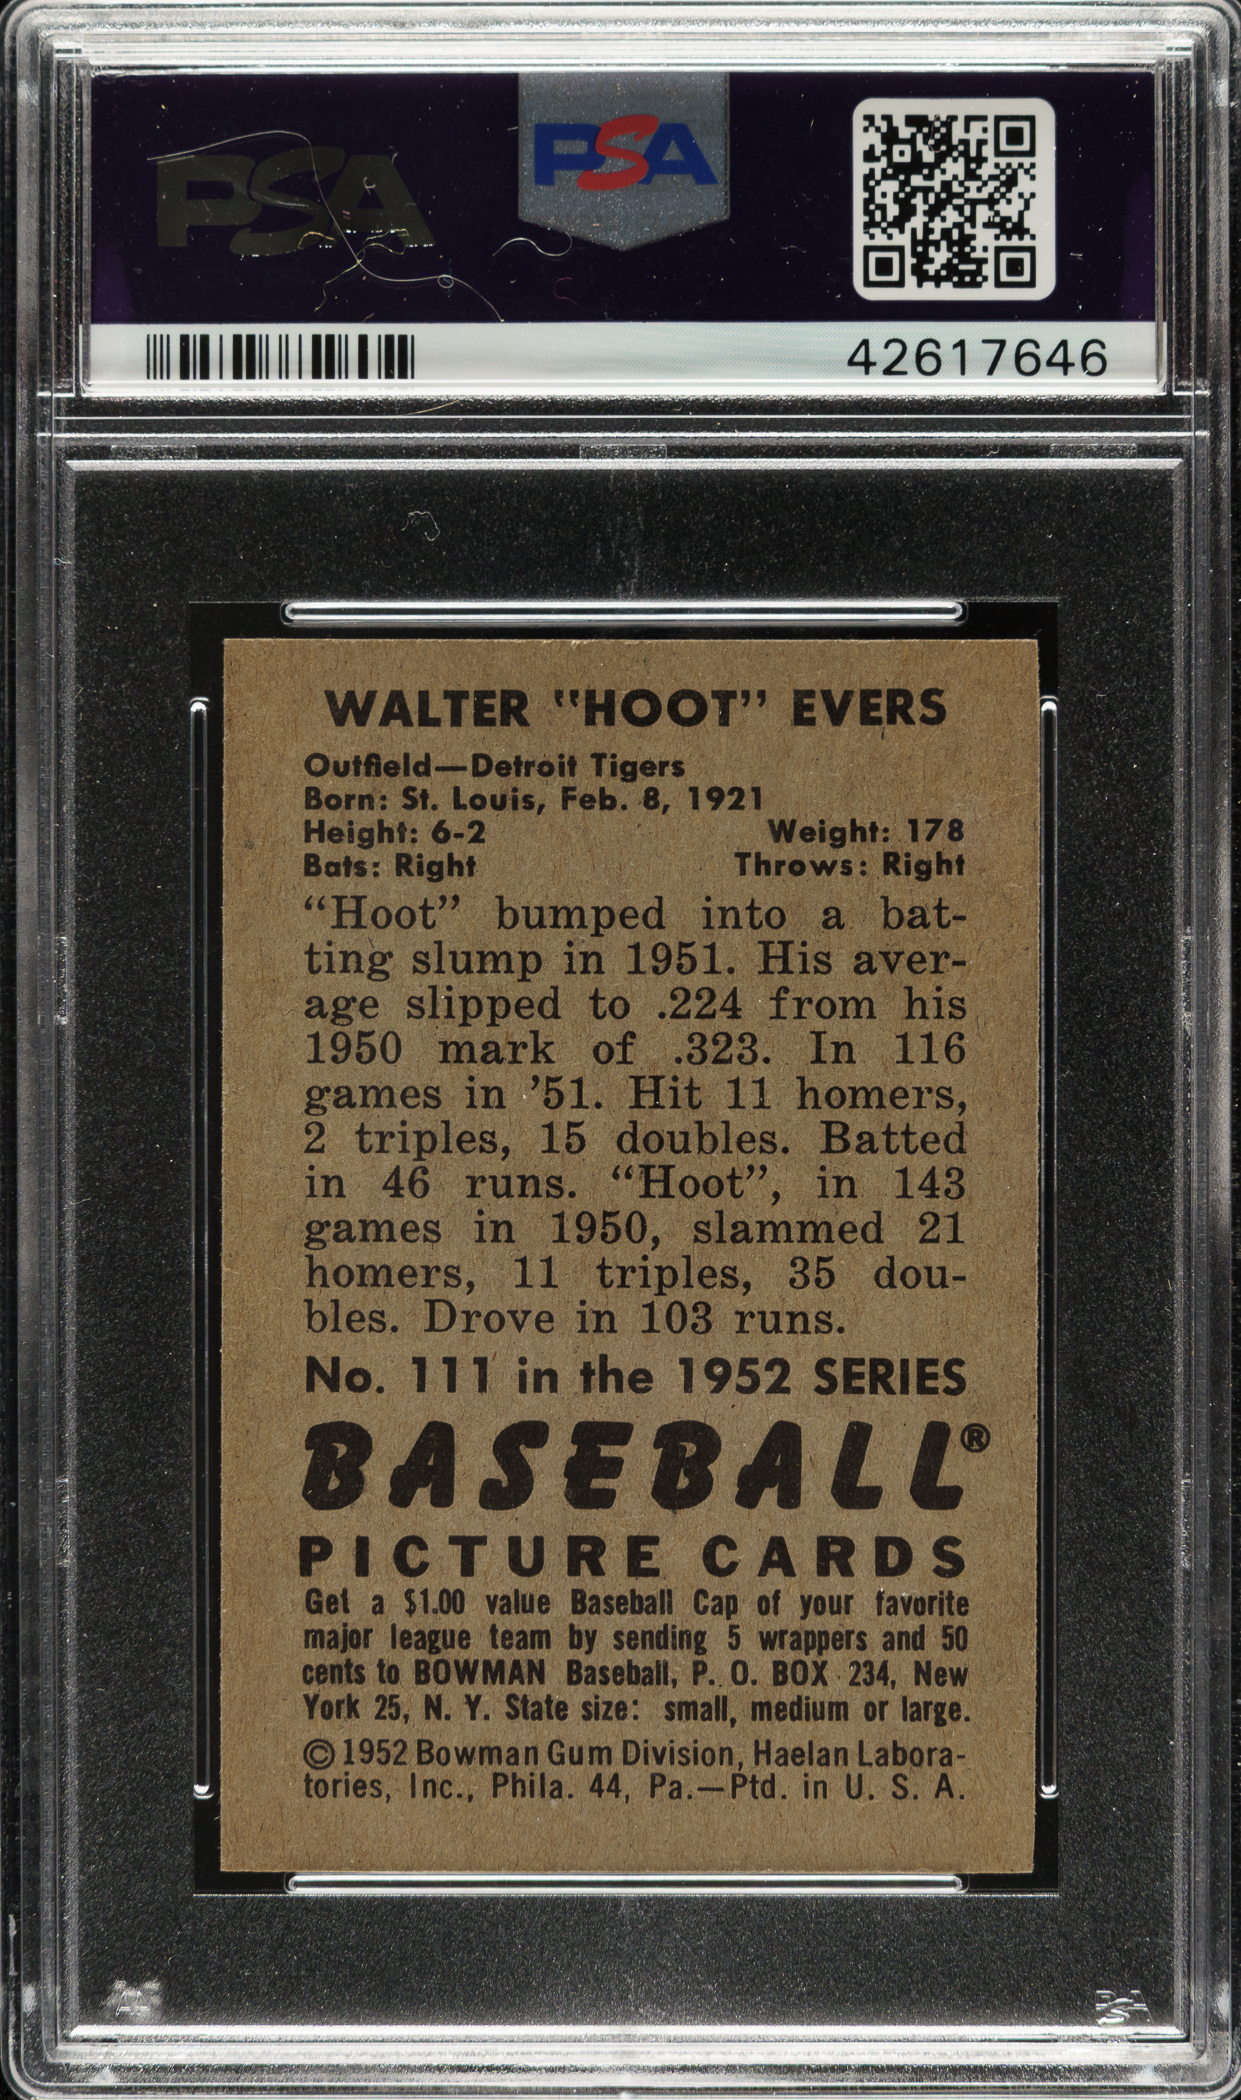 PSA
PSA
42617646
WALTER "HOOT" EVERS
Outfield—Detroit Tigers
Born: St. Louis, Feb. 8, 1921
Height: 6-2 Weight: 178
Bats: Right Throws: Right
“Hoot” bumped into a bat-
ting slump in 1951. His aver-
age slipped to .224 from his
1950 mark of .323. In 116
games in ’51. Hit 11 homers,
2 triples, 15 doubles. Batted
in 46 runs. “Hoot”, in 143
games in 1950, slammed 21
homers, 11 triples, 35 dou-
bles. Drove in 103 runs.
No. 111 in the 1952 SERIES
BASEBALL®
PICTURE CARDS
Get a $1.00 value Baseball Cap of your favorite
major league team by sending 5 wrappers and 50
cents to BOWMAN Baseball, P. O. BOX 234, New
York 25, N. Y. State size: small, medium or large.
© 1952 Bowman Gum Division, Haelan Labora-
tories, Inc., Phila. 44, Pa.—Ptd. in U. S. A.
PSA